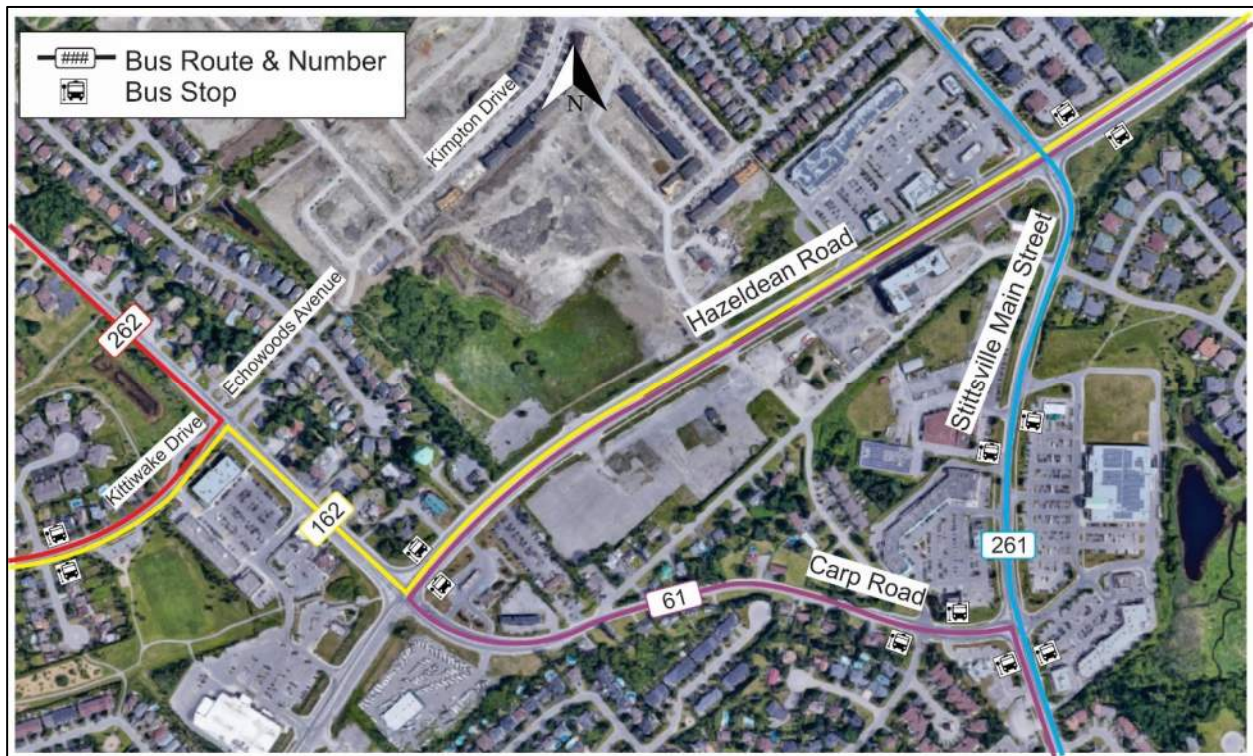 ### Bus Route & Number
Bus Stop
N
Kimpton Drive
Hazeldean Road
Stittsville Main Street
262
Echowoods Avenue
Kittiwake Drive
162
261
61
Carp Road